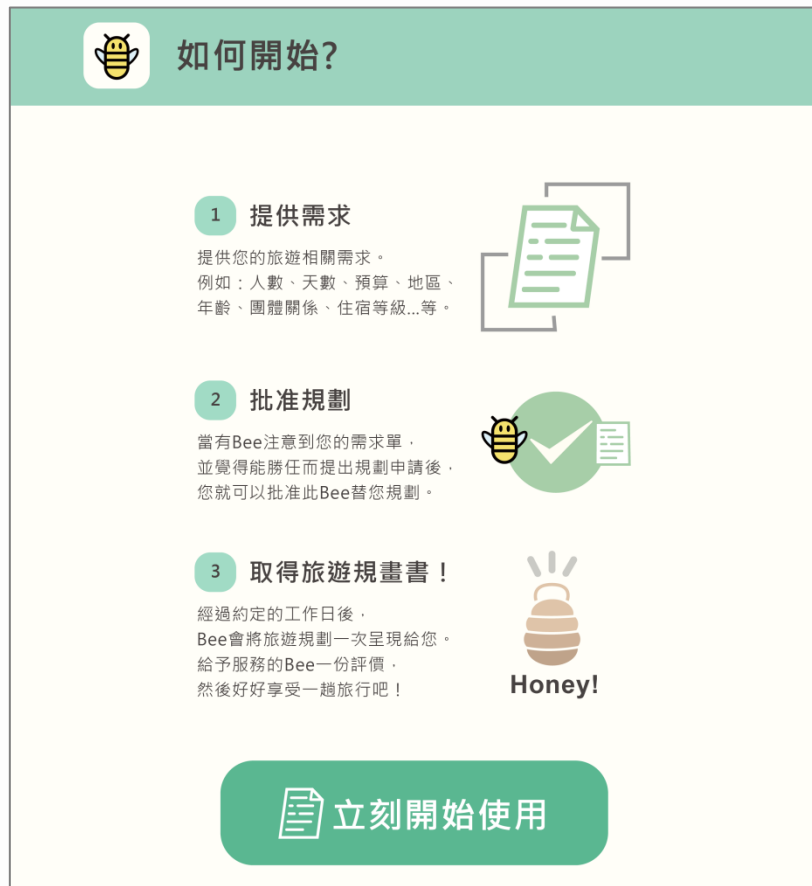 如何開始?
1 提供需求
提供您的旅遊相關需求。
例如：人數、天數、預算、地區、
年齡、團體關係、住宿等級...等。
2 批准規劃
當有Bee注意到您的需求單，
並覺得能勝任而提出規劃申請後，
您就可以批准此Bee替您規劃。
3 取得旅遊規畫書！
經過約定的工作日後，
Bee會將旅遊規劃一次呈現給您。
給予服務的Bee一份評價，
然後好好享受一趟旅行吧！
Honey!
立刻開始使用